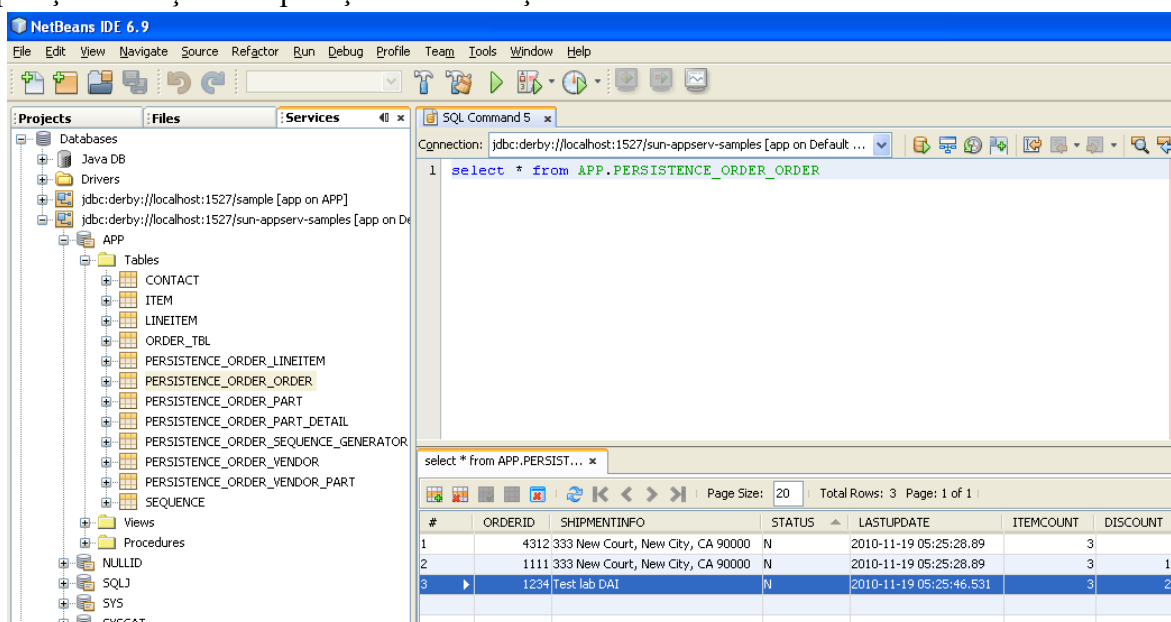 NetBeans IDE 6.9
File Edit View Navigate Source Refactor Run Debug Profile Team Tools Window Help
Projects Files Services
SQL Command 5
Databases
Java DB
Drivers
jdbc:derby://localhost:1527/sample [app on APP]
jdbc:derby://localhost:1527/sun-appserv-samples [app on De
APP
Tables
CONTACT
ITEM
LINEITEM
ORDER_TBL
PERSISTENCE_ORDER_LINEITEM
PERSISTENCE_ORDER_ORDER
PERSISTENCE_ORDER_PART
PERSISTENCE_ORDER_PART_DETAIL
PERSISTENCE_ORDER_SEQUENCE_GENERATOR
PERSISTENCE_ORDER_VENDOR
PERSISTENCE_ORDER_VENDOR_PART
SEQUENCE
Views
Procedures
NULLID
SQLJ
SYS
SYSCAT
Connection: jdbc:derby://localhost:1527/sun-appserv-samples [app on Default ...
1 select * from APP.PERSISTENCE_ORDER_ORDER
select * from APP.PERSIST...
Page Size: 20 Total Rows: 3 Page: 1 of 1
# ORDERID SHIPMENTINFO STATUS LASTUPDATE ITEMCOUNT DISCOUNT
1 4312 333 New Court, New City, CA 90000 N 2010-11-19 05:25:28.89 3
2 1111 333 New Court, New City, CA 90000 N 2010-11-19 05:25:28.89 3 1
3 1234 Test lab DAI N 2010-11-19 05:25:46.531 3 2